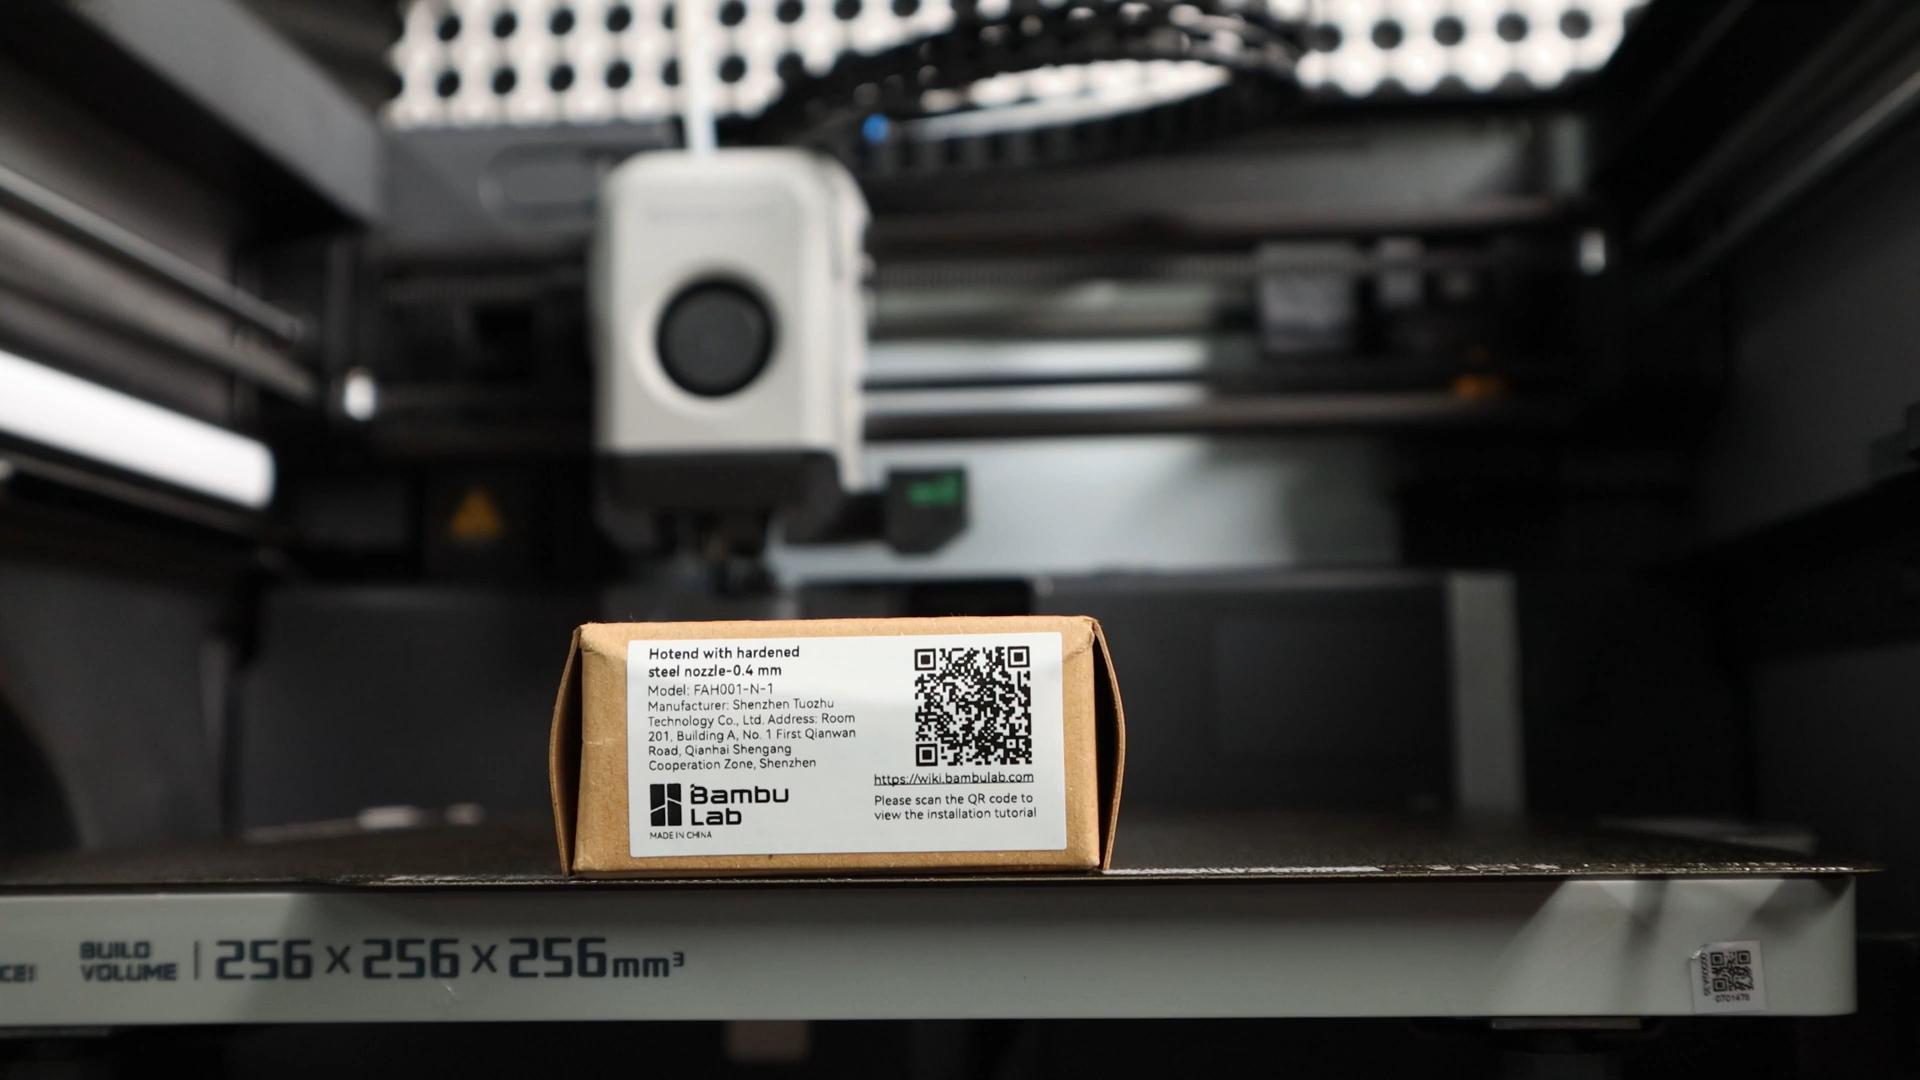 Hotend with hardened
steel nozzle-0.4 mm
Model: FAH001-N-1
Manufacturer: Shenzhen Tuozhu
Technology Co., Ltd. Address: Room
201, Building A, No. 1 First Qianwan
Road, Qianhai Shengang
Cooperation Zone, Shenzhen
Bambu
Lab
MADE IN CHINA
https://wiki.bambulab.com
Please scan the QR code to
view the installation tutorial
BUILD
VOLUME
256 x 256 x 256mm³
0701478